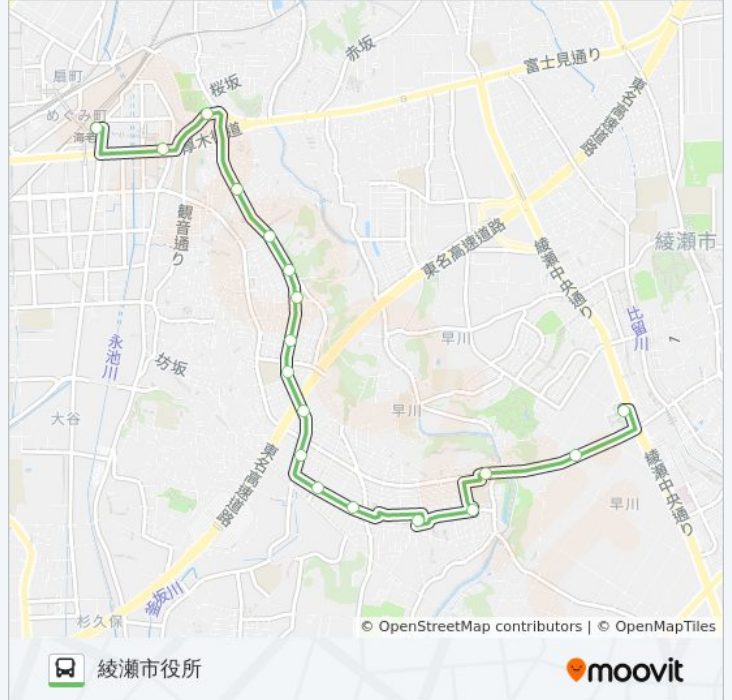 扇町
桜坂
赤坂
富士見通り
東名高速道路
めぐみ町
海老
厚木街道
観音通り
東名高速道路
綾瀬中央通り
綾瀬市
比留川
永池川
坊坂
早川
早川
大谷
東名高速道路
綾瀬中央通り
早川
釜坂川
杉久保
© OpenStreetMap contributors | © OpenMapTiles
綾瀬市役所
moovit